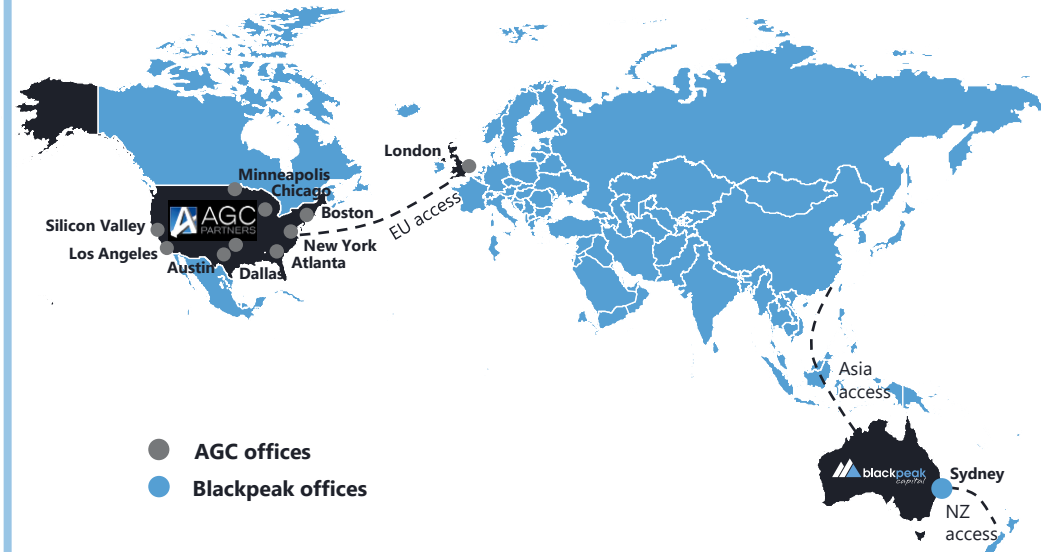 London
Minneapolis
Chicago
AGC
PARTNERS
Boston
Silicon Valley
New York
Los Angeles
Atlanta
Austin
Dallas
EU access
Asia
access
AGC offices
Blackpeak offices
blackpeak
capital
Sydney
NZ
access